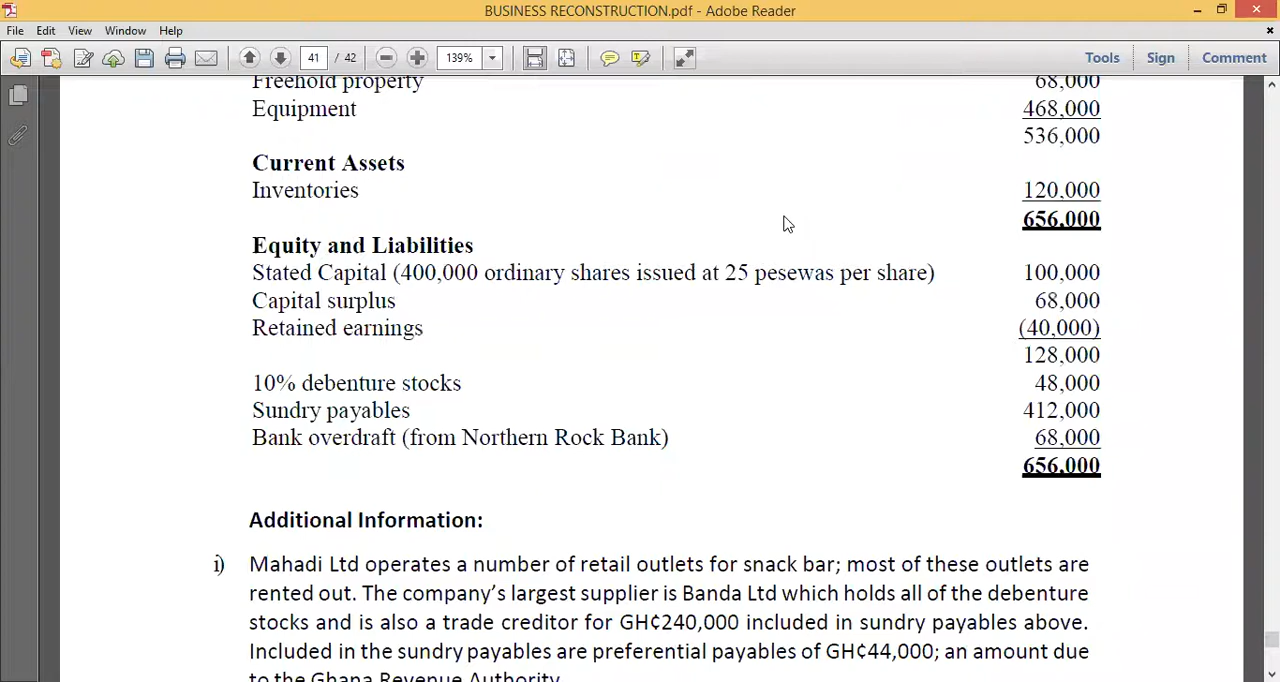 BUSINESS RECONSTRUCTION.pdf - Adobe Reader
File Edit View Window Help
41 / 42 139% Tools Sign Comment
Freehold property 68,000
Equipment 468,000
536,000
Current Assets
Inventories 120,000
656,000
Equity and Liabilities
Stated Capital (400,000 ordinary shares issued at 25 pesewas per share) 100,000
Capital surplus 68,000
Retained earnings (40,000)
128,000
10% debenture stocks 48,000
Sundry payables 412,000
Bank overdraft (from Northern Rock Bank) 68,000
656,000
Additional Information:
i) Mahadi Ltd operates a number of retail outlets for snack bar; most of these outlets are
rented out. The company's largest supplier is Banda Ltd which holds all of the debenture
stocks and is also a trade creditor for GH₵240,000 included in sundry payables above.
Included in the sundry payables are preferential payables of GH₵44,000; an amount due
to the Ghana Revenue Authority.